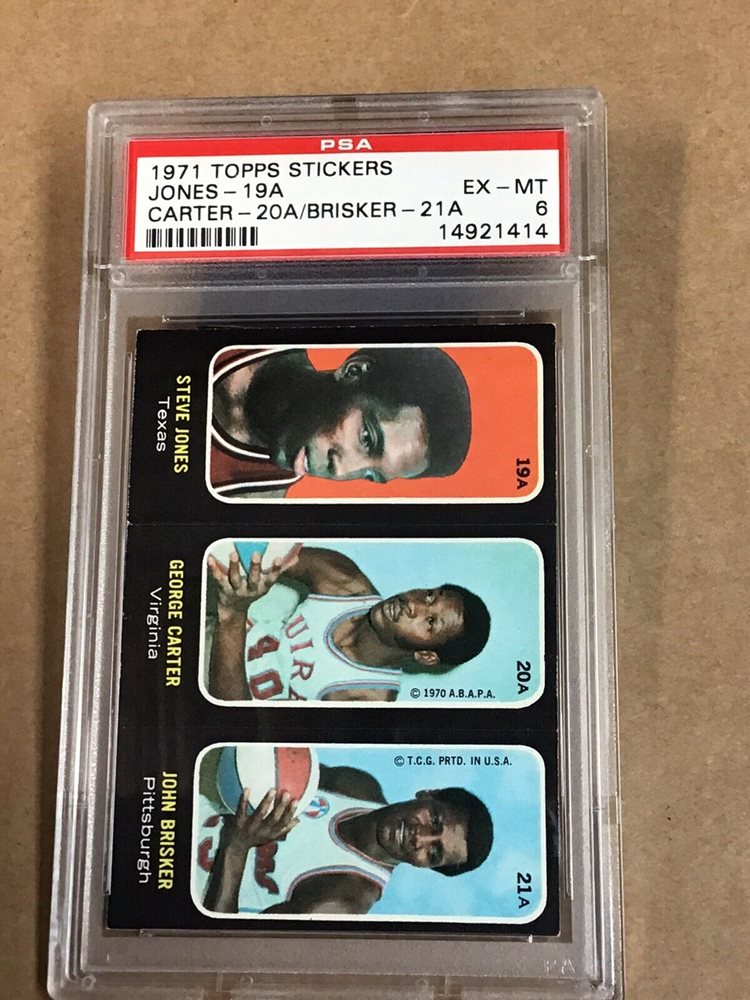 PSA
1971 TOPPS STICKERS
JONES - 19A EX - MT
CARTER - 20A/BRISKER - 21A 6
14921414
19A
STEVE JONES
Texas
20A
© 1970 A.B.A.P.A.
GEORGE CARTER
Virginia
21A
© T.C.G. PRTD. IN U.S.A.
JOHN BRISKER
Pittsburgh